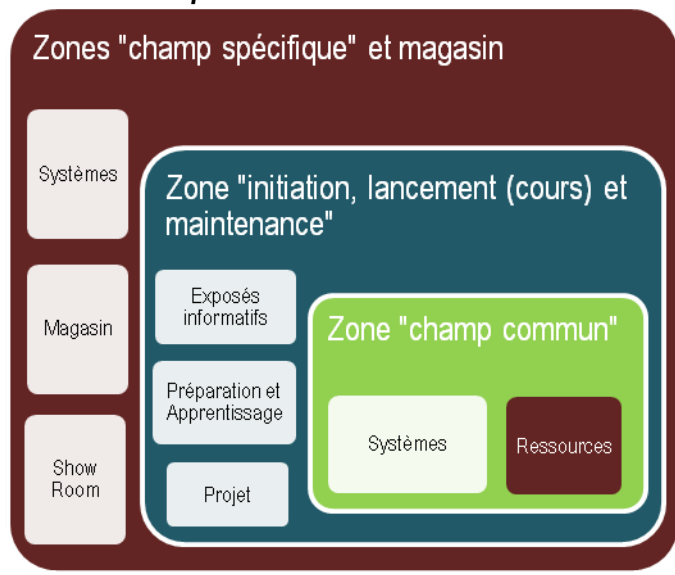 Zones "champ spécifique" et magasin
Systèmes
Magasin
Show
Room
Zone "initiation, lancement (cours) et
maintenance"
Exposés
informatifs
Préparation et
Apprentissage
Projet
Zone "champ commun"
Systèmes
Ressources